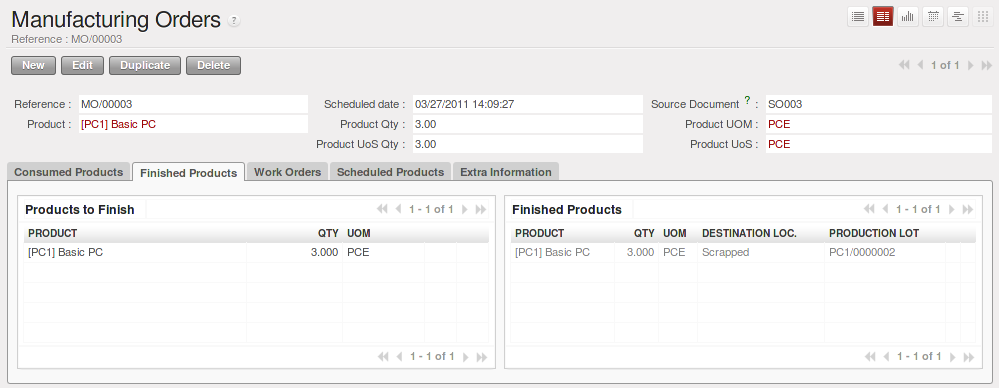 Manufacturing Orders ?
Reference : MO/00003
New Edit Duplicate Delete 1 of 1
Reference : MO/00003 Scheduled date : 03/27/2011 14:09:27 Source Document ? : SO003
Product : [PC1] Basic PC Product Qty : 3.00 Product UOM : PCE
Product UoS Qty : 3.00 Product UoS : PCE
Consumed Products Finished Products Work Orders Scheduled Products Extra Information
Products to Finish 1 - 1 of 1 Finished Products 1 - 1 of 1
PRODUCT QTY UOM PRODUCT QTY UOM DESTINATION LOC. PRODUCTION LOT
[PC1] Basic PC 3.000 PCE [PC1] Basic PC 3.000 PCE Scrapped PC1/0000002
1 - 1 of 1 1 - 1 of 1